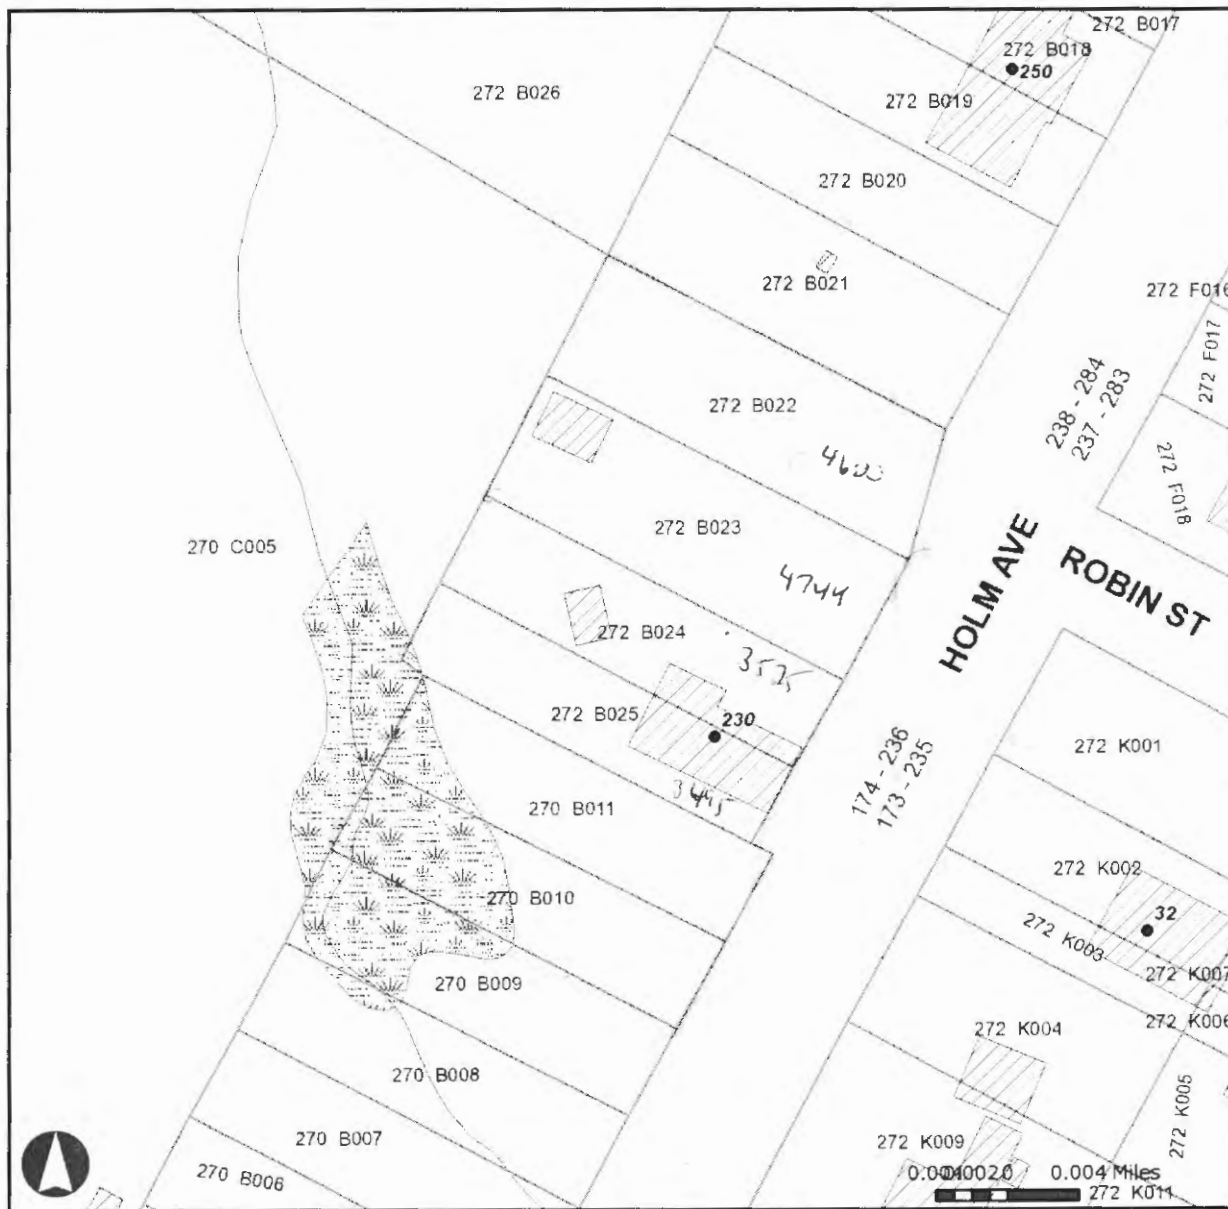 272 B017
272 B018
250
272 B026
272 B019
272 B020
272 B021
272 F016
272 F017
238 - 284
237 - 283
272 B022
272 F018
4600
272 B023
270 C005
HOLM AVE
ROBIN ST
4744
272 B024
3535
272 B025
230
272 K001
174 - 236
173 - 235
3445
270 B011
272 K002
270 B010
32
272 K003
272 K007
270 B009
272 K006
272 K004
270 B008
272 K005
270 B007
272 K009
270 B006
0.004 Miles
272 K011